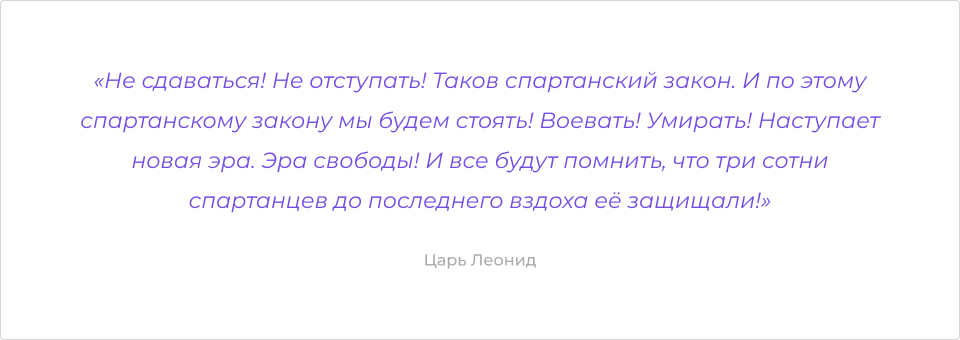 «Не сдаваться! Не отступать! Таков спартанский закон. И по этому
спартанскому закону мы будем стоять! Воевать! Умирать! Наступает
новая эра. Эра свободы! И все будут помнить, что три сотни
спартанцев до последнего вздоха её защищали!»
Царь Леонид